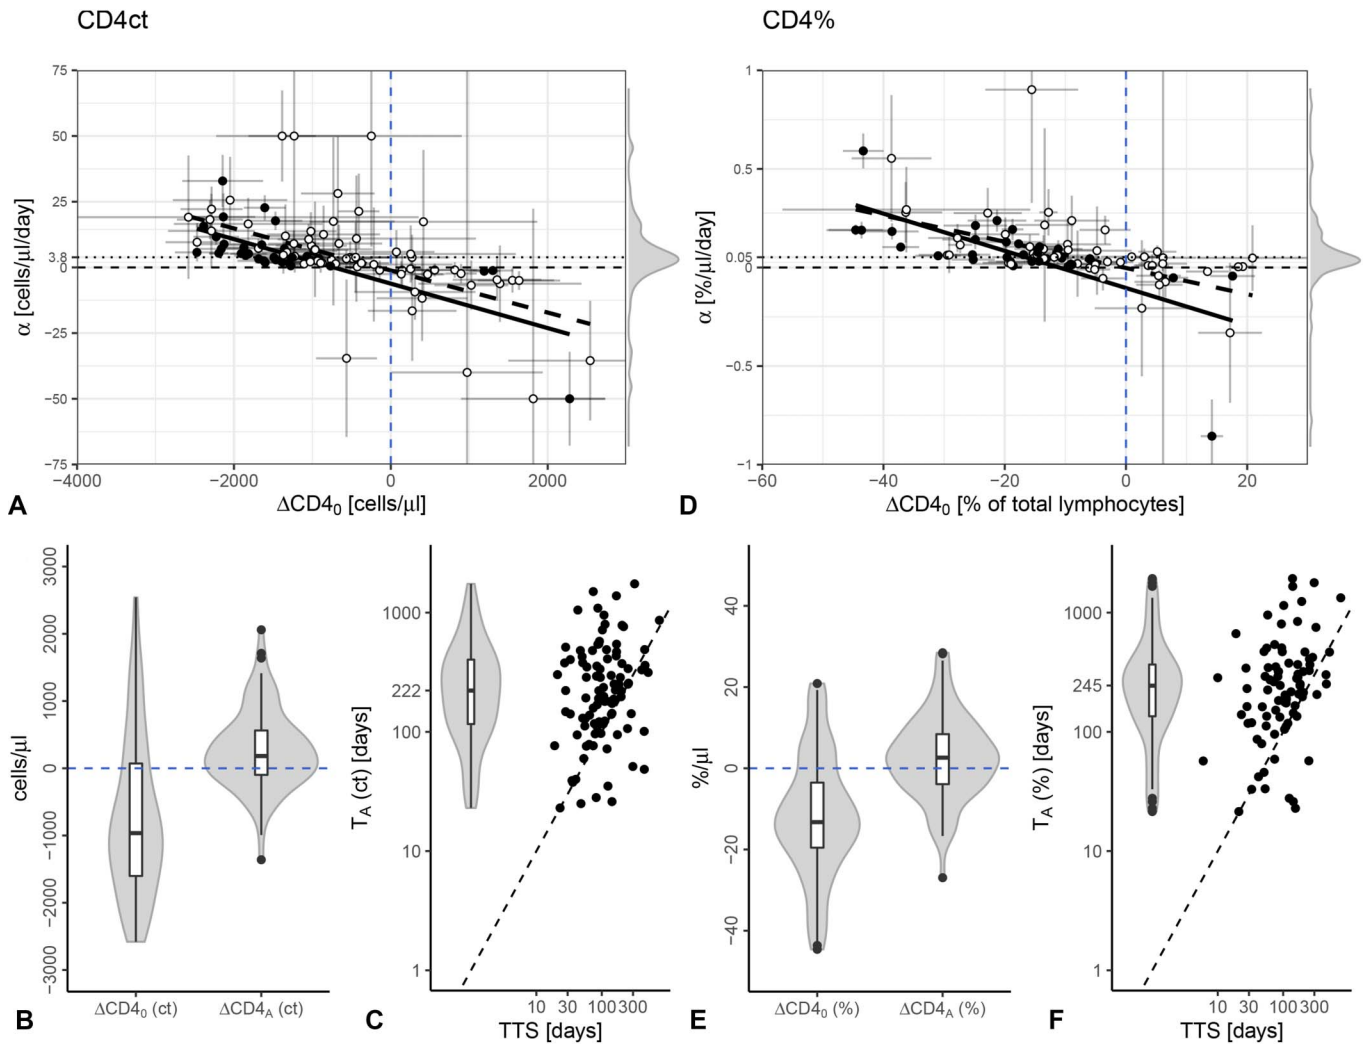 CD4ct
CD4%
75
50
25
3.8
0
−25
−50
−75
α [cells/μl/day]
−4000 −2000 0 2000
ΔCD4₀ [cells/μl]
A
1
0.5
0.05
0
−0.5
−1
α [%/μl/day]
−60 −40 −20 0 20
ΔCD4₀ [% of total lymphocytes]
D
3000
2000
1000
0
−1000
−2000
−3000
cells/μl
ΔCD4₀ (ct) ΔCD4A (ct)
B
1000
222
100
10
1
TA (ct) [days]
10 30 100 300
TTS [days]
C
40
20
0
−20
−40
%/μl
ΔCD4₀ (%) ΔCD4A (%)
E
1000
245
100
10
1
TA (%) [days]
10 30 100 300
TTS [days]
F